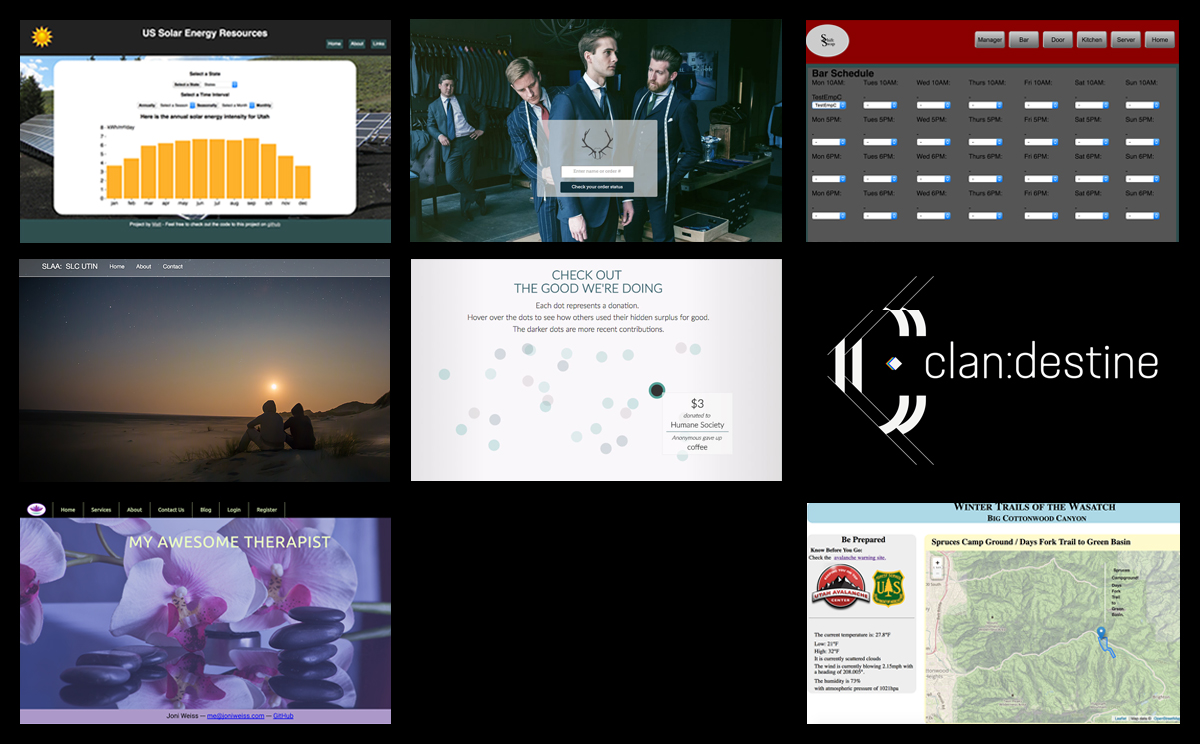 US Solar Energy Resources
Home About Links
Select a State
Select a State:
Select a Time Interval
Annually Select a Season Seasonally Select a Month Monthly
Here is the annual solar energy intensity for Utah
8 kWh/m²/day
7
6
5
4
3
2
1
0
jan feb mar apr may jun jul aug sep oct nov dec
Project by Matt - Feel free to check out the code to this project on github
Enter name or order #
Check your order status
Shift Swap
Manager Bar Door Kitchen Server Home
Bar Schedule
Mon 10AM: Tues 10AM: Wed 10AM: Thurs 10AM: Fri 10AM: Sat 10AM: Sun 10AM:
TestEmpC
TestEmpC - - - - - -
Mon 5PM: Tues 5PM: Wed 5PM: Thurs 5PM: Fri 5PM: Sat 5PM: Sun 5PM:
- - - - - - -
Mon 6PM: Tues 6PM: Wed 6PM: Thurs 6PM: Fri 6PM: Sat 6PM: Sun 6PM:
- - - - - - -
Mon 6PM: Tues 6PM: Wed 6PM: Thurs 6PM: Fri 6PM: Sat 6PM: Sun 6PM:
- - - - - - -
SLAA: SLC UTIN Home About Contact
CHECK OUT
THE GOOD WE'RE DOING
Each dot represents a donation.
Hover over the dots to see how others used their hidden surplus for good.
The darker dots are more recent contributions.
$3
donated to
Humane Society
Anonymous gave up
coffee
clan:destine
Home Services About Contact Us Blog Login Register
MY AWESOME THERAPIST
Joni Weiss — me@joniweiss.com — GitHub
WINTER TRAILS OF THE WASATCH
BIG COTTONWOOD CANYON
Be Prepared
Know Before You Go:
Check the avalanche warning site.
UTAH AVALANCHE
CENTER
FOREST SERVICE
UAS
The current temperature is: 27.8°F
Low: 21°F
High: 32°F
It is currently scattered clouds
The wind is currently blowing 2.15mph with
a heading of 208.005°.
The humidity is 73%
with atmospheric pressure of 1021hpa
Spruces Camp Ground / Days Fork Trail to Green Basin
+
-
Spruces
Campground/
Days
Fork
Trail
to
Green
Basin.
Leaflet | Map data © OpenStreetMap